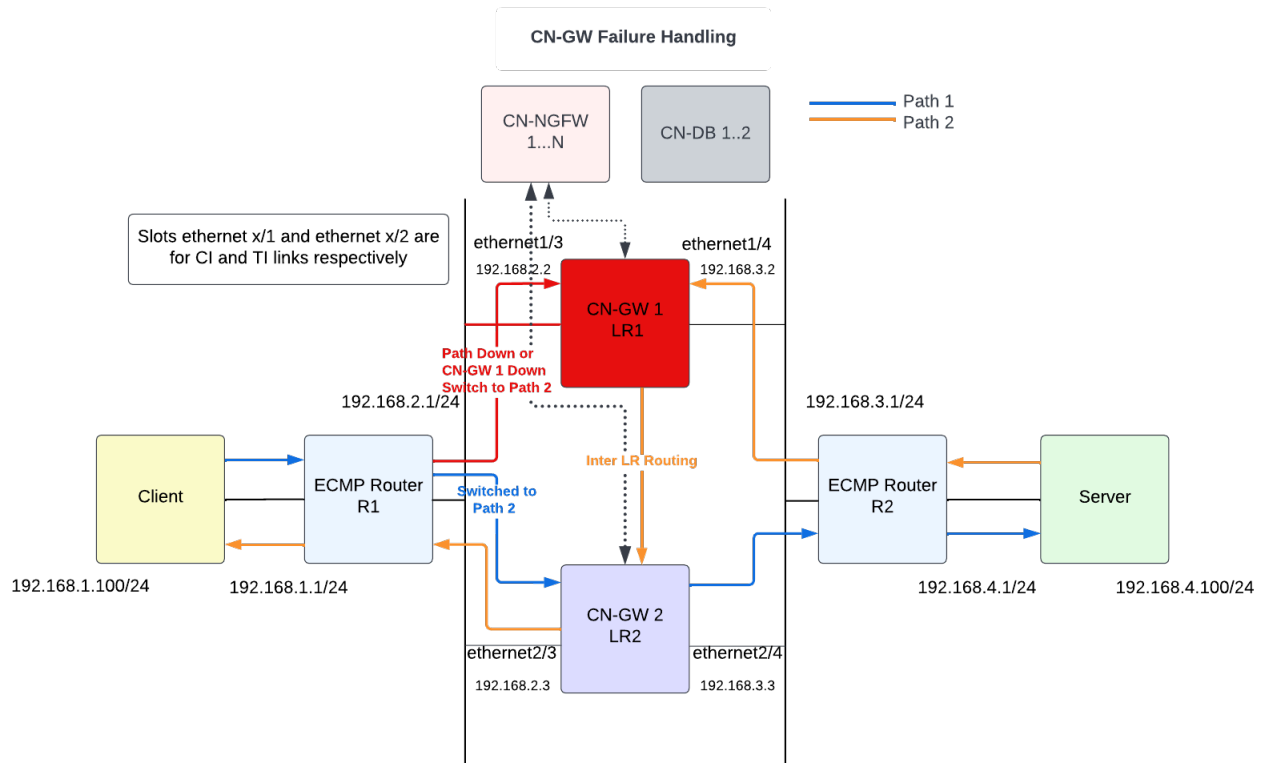 CN-GW Failure Handling
CN-NGFW
1...N
CN-DB 1..2
Path 1
Path 2
Slots ethernet x/1 and ethernet x/2 are
for CI and TI links respectively
ethernet1/3
192.168.2.2
ethernet1/4
192.168.3.2
CN-GW 1
LR1
Path Down or
CN-GW 1 Down
Switch to Path 2
192.168.2.1/24
192.168.3.1/24
Inter LR Routing
Client
ECMP Router
R1
Switched to
Path 2
ECMP Router
R2
Server
192.168.1.100/24
192.168.1.1/24
192.168.4.1/24
192.168.4.100/24
CN-GW 2
LR2
ethernet2/3
192.168.2.3
ethernet2/4
192.168.3.3